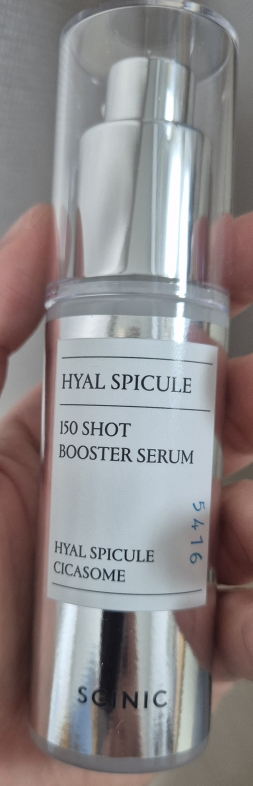 HYAL SPICULE
150 SHOT
BOOSTER SERUM
5416
HYAL SPICULE
CICASOME
SCINIC